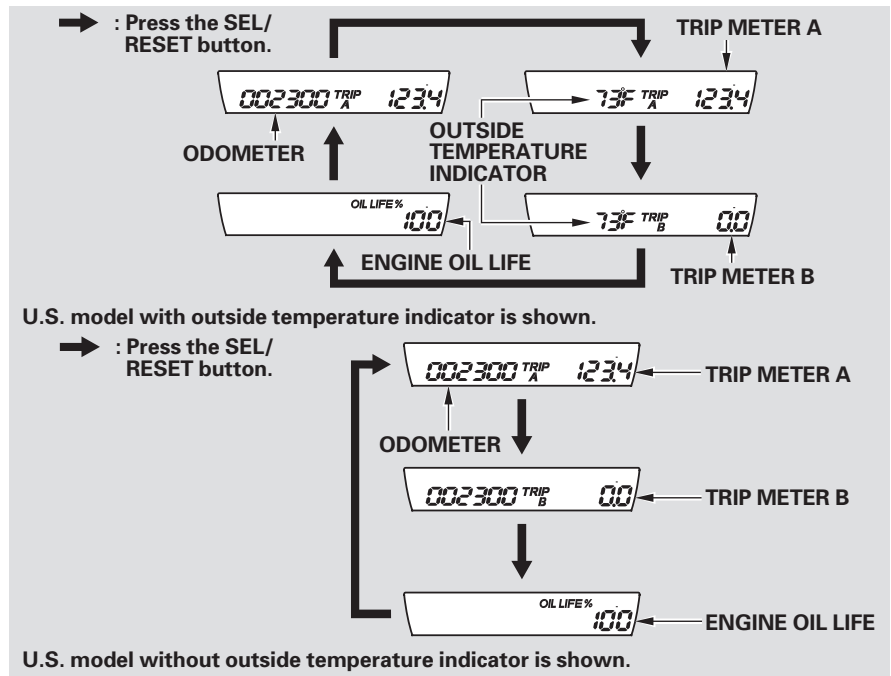 : Press the SEL/
RESET button.
TRIP METER A
002300 TRIP A 123.4
73°F TRIP A 123.4
ODOMETER
OUTSIDE
TEMPERATURE
INDICATOR
OIL LIFE %
100
73°F TRIP B 0.0
ENGINE OIL LIFE
TRIP METER B
U.S. model with outside temperature indicator is shown.
: Press the SEL/
RESET button.
002300 TRIP A 123.4
TRIP METER A
ODOMETER
002300 TRIP B 0.0
TRIP METER B
OIL LIFE %
100
ENGINE OIL LIFE
U.S. model without outside temperature indicator is shown.